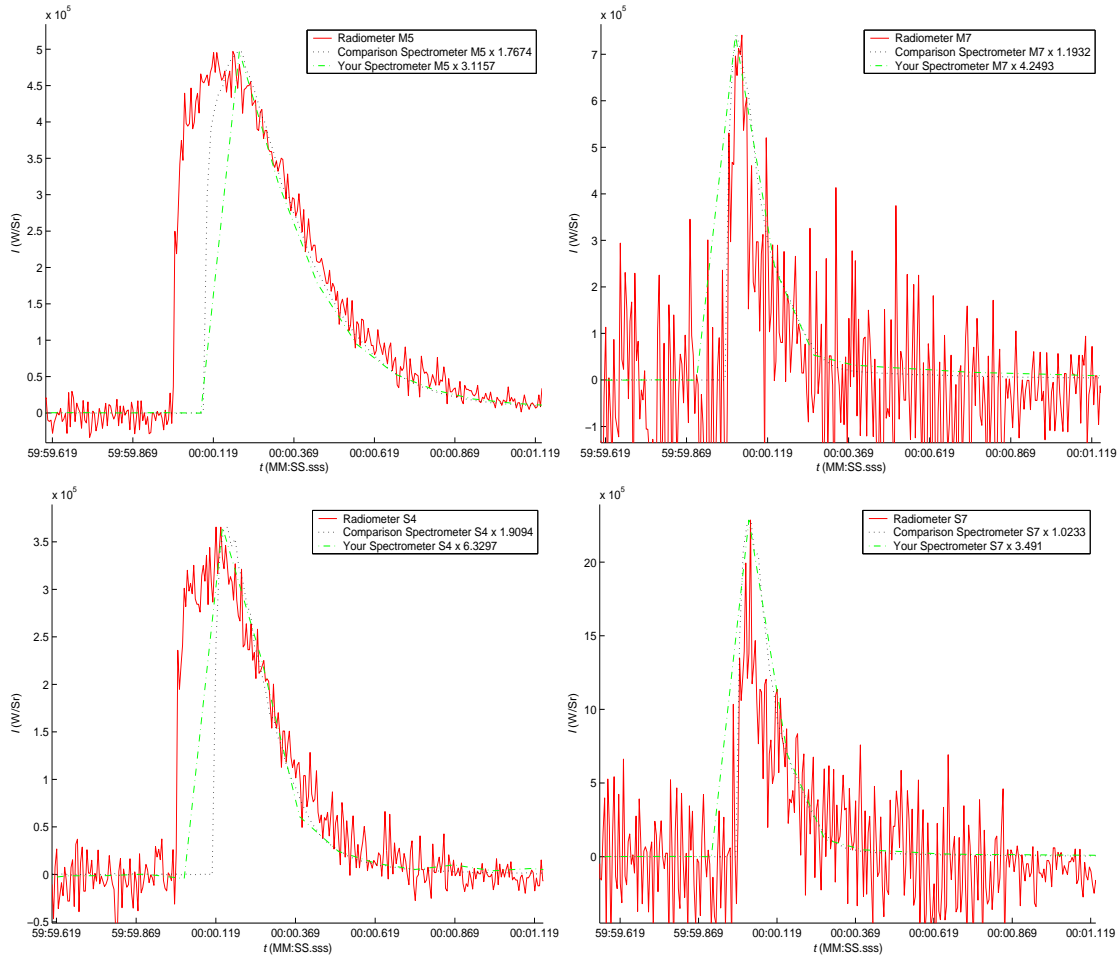 x 10⁵
Radiometer M5
Comparison Spectrometer M5 x 1.7674
Your Spectrometer M5 x 3.1157
5
4.5
4
3.5
3
2.5
2
1.5
1
0.5
0
I (W/Sr)
59:59.619 59:59.869 00:00.119 00:00.369 00:00.619 00:00.869 00:01.119
t (MM:SS.sss)
x 10⁵
Radiometer M7
Comparison Spectrometer M7 x 1.1932
Your Spectrometer M7 x 4.2493
7
6
5
4
3
2
1
0
−1
I (W/Sr)
59:59.619 59:59.869 00:00.119 00:00.369 00:00.619 00:00.869 00:01.119
t (MM:SS.sss)
x 10⁵
Radiometer S4
Comparison Spectrometer S4 x 1.9094
Your Spectrometer S4 x 6.3297
3.5
3
2.5
2
1.5
1
0.5
0
−0.5
I (W/Sr)
59:59.619 59:59.869 00:00.119 00:00.369 00:00.619 00:00.869 00:01.119
t (MM:SS.sss)
x 10⁵
Radiometer S7
Comparison Spectrometer S7 x 1.0233
Your Spectrometer S7 x 3.491
20
15
10
5
0
I (W/Sr)
59:59.619 59:59.869 00:00.119 00:00.369 00:00.619 00:00.869 00:01.119
t (MM:SS.sss)